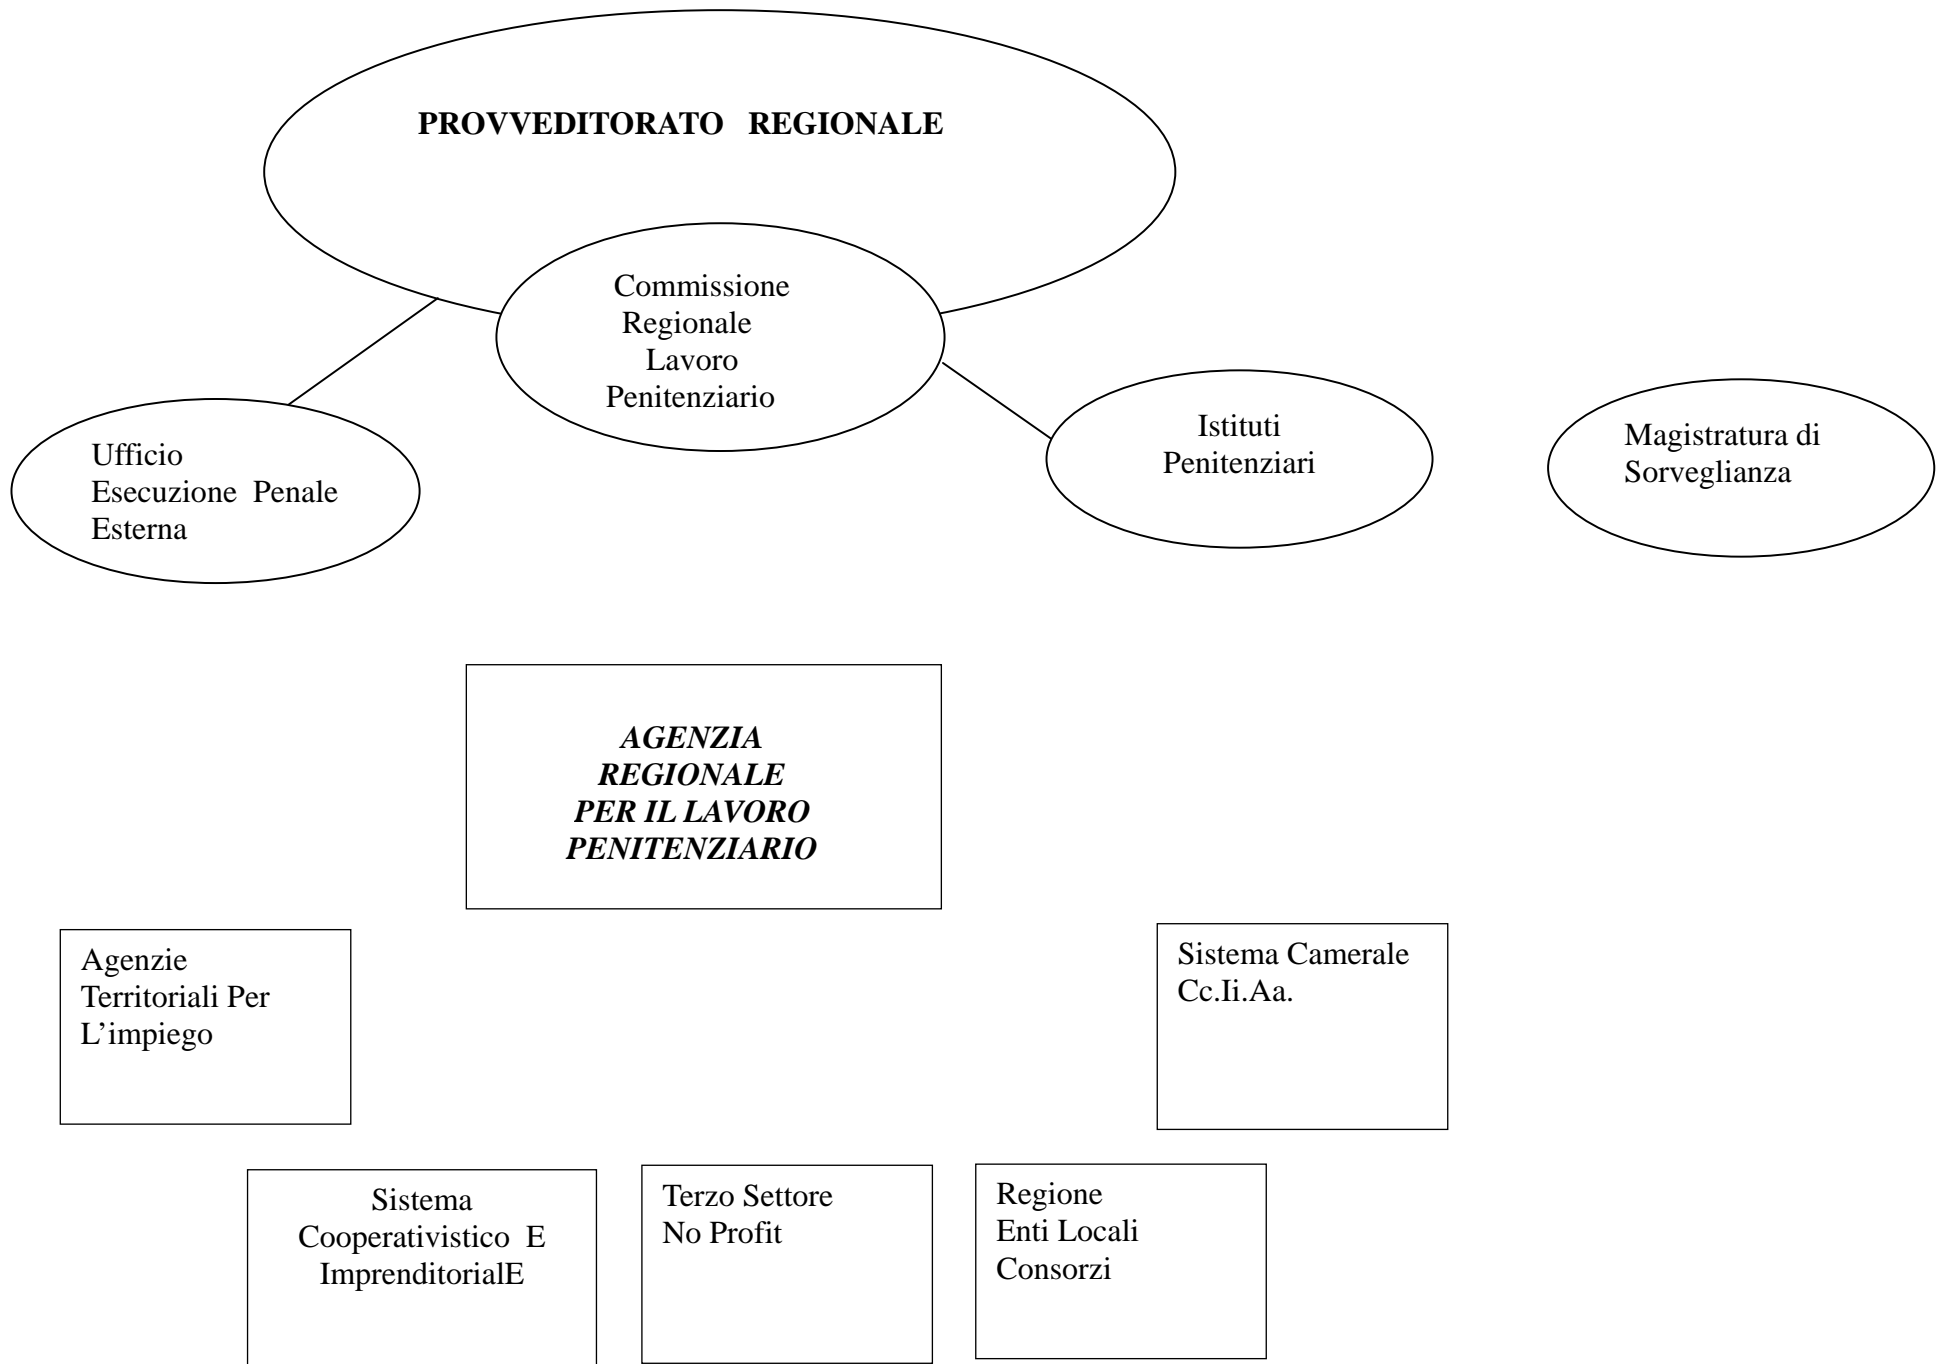 PROVVEDITORATO REGIONALE
Commissione
Regionale
Lavoro
Penitenziario
Ufficio
Esecuzione Penale
Esterna
Istituti
Penitenziari
Magistratura di
Sorveglianza
AGENZIA
REGIONALE
PER IL LAVORO
PENITENZIARIO
Agenzie
Territoriali Per
L’impiego
Sistema Camerale
Cc.Ii.Aa.
Sistema
Cooperativistico E
ImprenditorialE
Terzo Settore
No Profit
Regione
Enti Locali
Consorzi